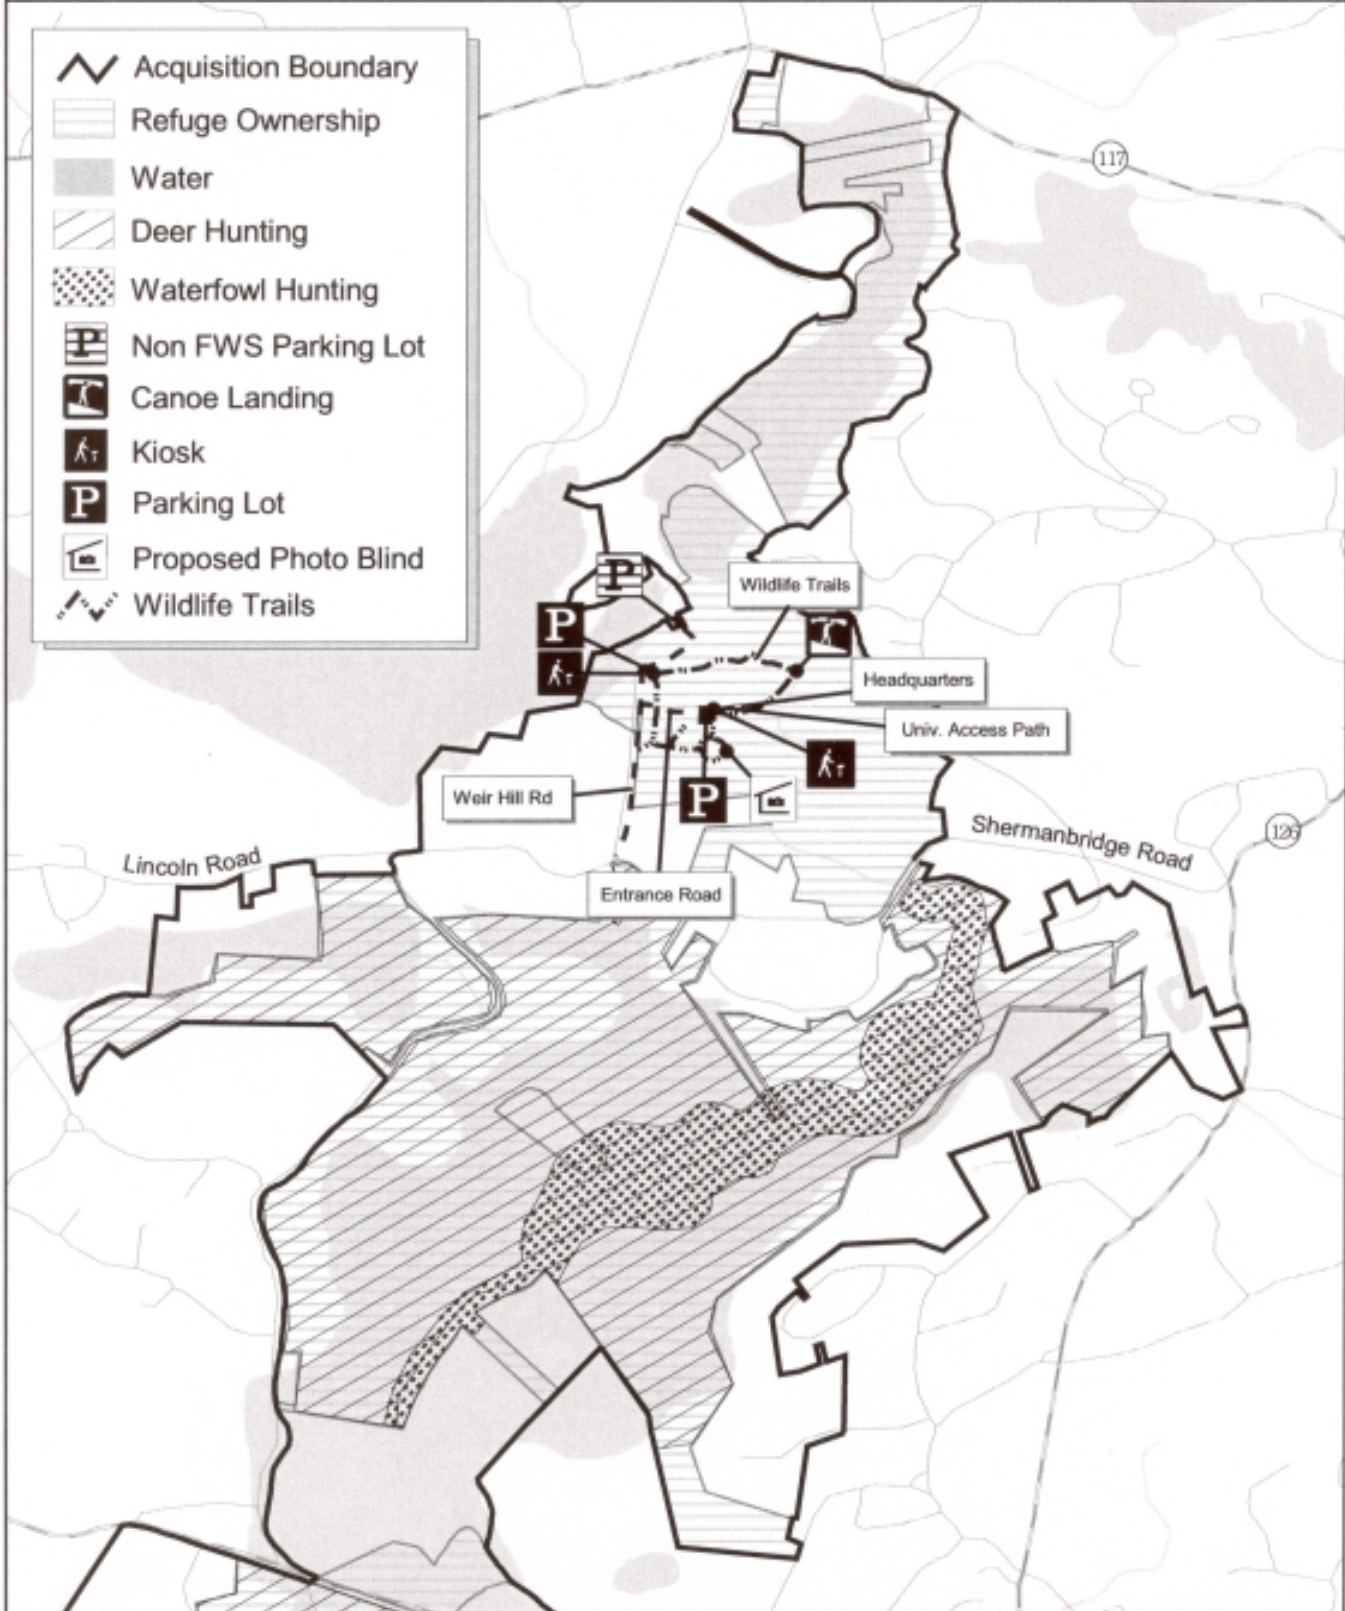 Acquisition Boundary
Refuge Ownership
Water
Deer Hunting
Waterfowl Hunting
P Non FWS Parking Lot
Canoe Landing
Kiosk
P Parking Lot
Proposed Photo Blind
Wildlife Trails
117
P
Wildlife Trails
P
Headquarters
Univ. Access Path
Weir Hill Rd
P
Shermanbridge Road
126
Lincoln Road
Entrance Road